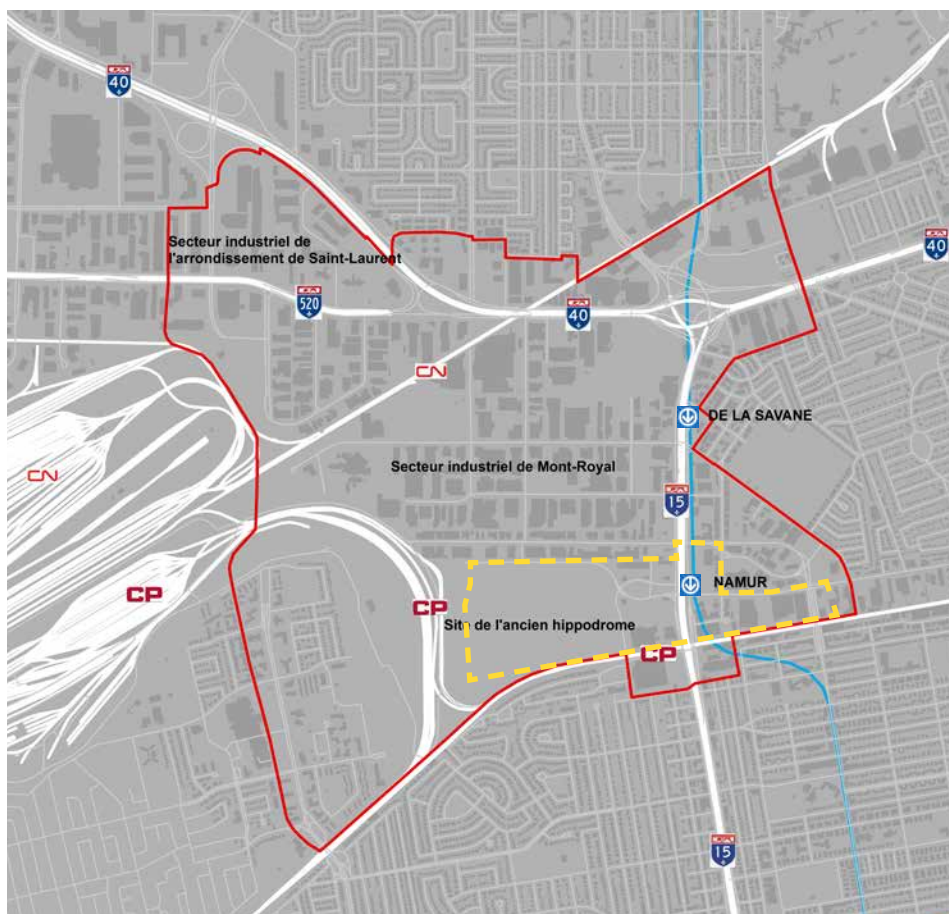 40
Secteur industriel de
l'arrondissement de Saint-Laurent
40
520
40
CN
DE LA SAVANE
Secteur industriel de Mont-Royal
CN
15
NAMUR
CP
CP
Site de l'ancien hippodrome
CP
15